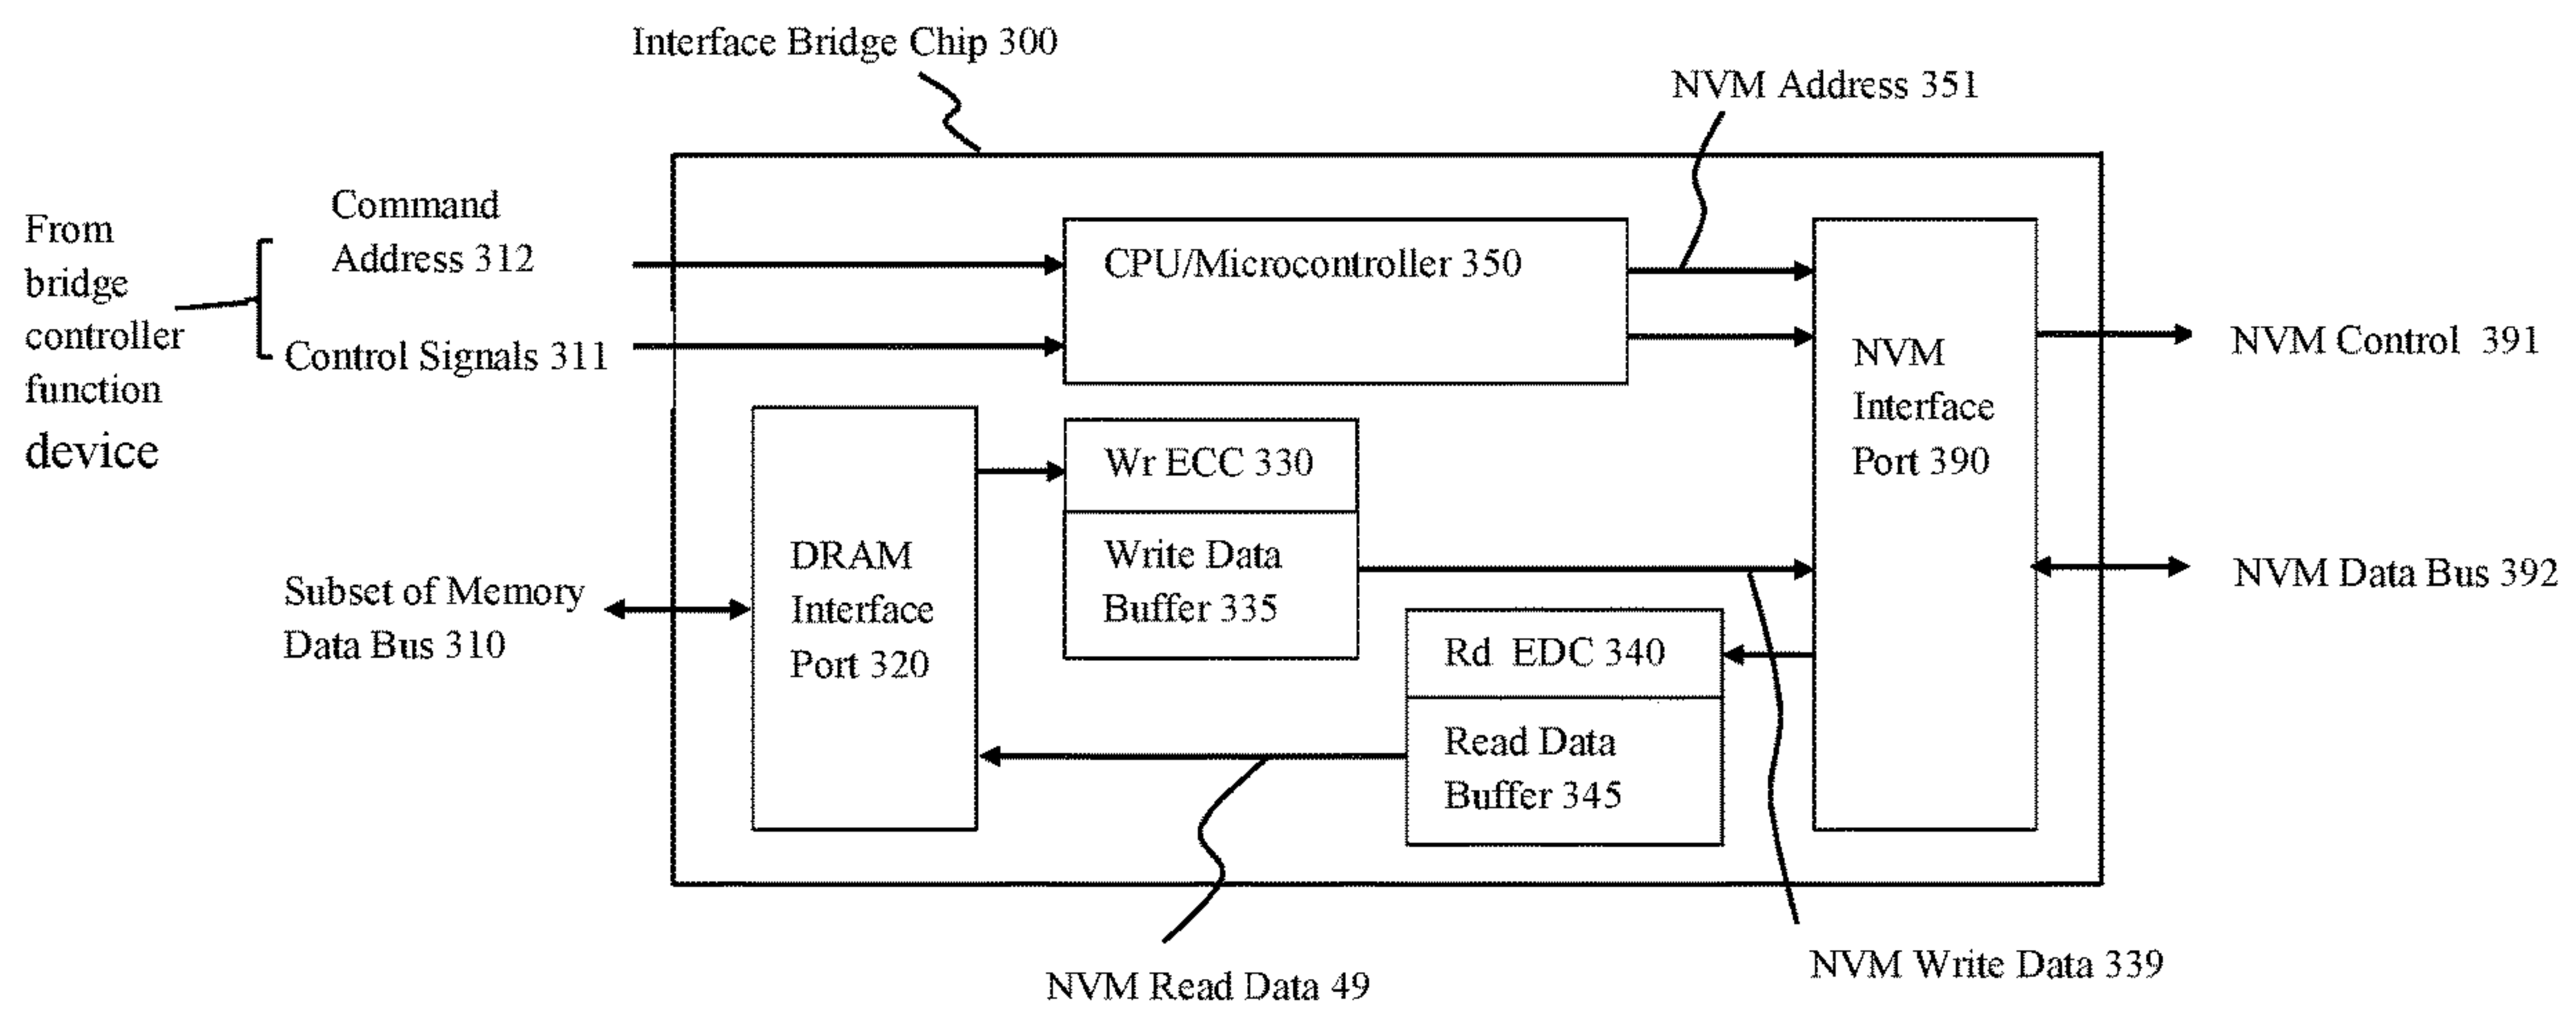 Interface Bridge Chip 300
NVM Address 351
From
bridge
controller
function
device
Command
Address 312
Control Signals 311
CPU/Microcontroller 350
NVM
Interface
Port 390
NVM Control 391
Wr ECC 330
Write Data
Buffer 335
DRAM
Interface
Port 320
Subset of Memory
Data Bus 310
NVM Data Bus 392
Rd EDC 340
Read Data
Buffer 345
NVM Write Data 339
NVM Read Data 49